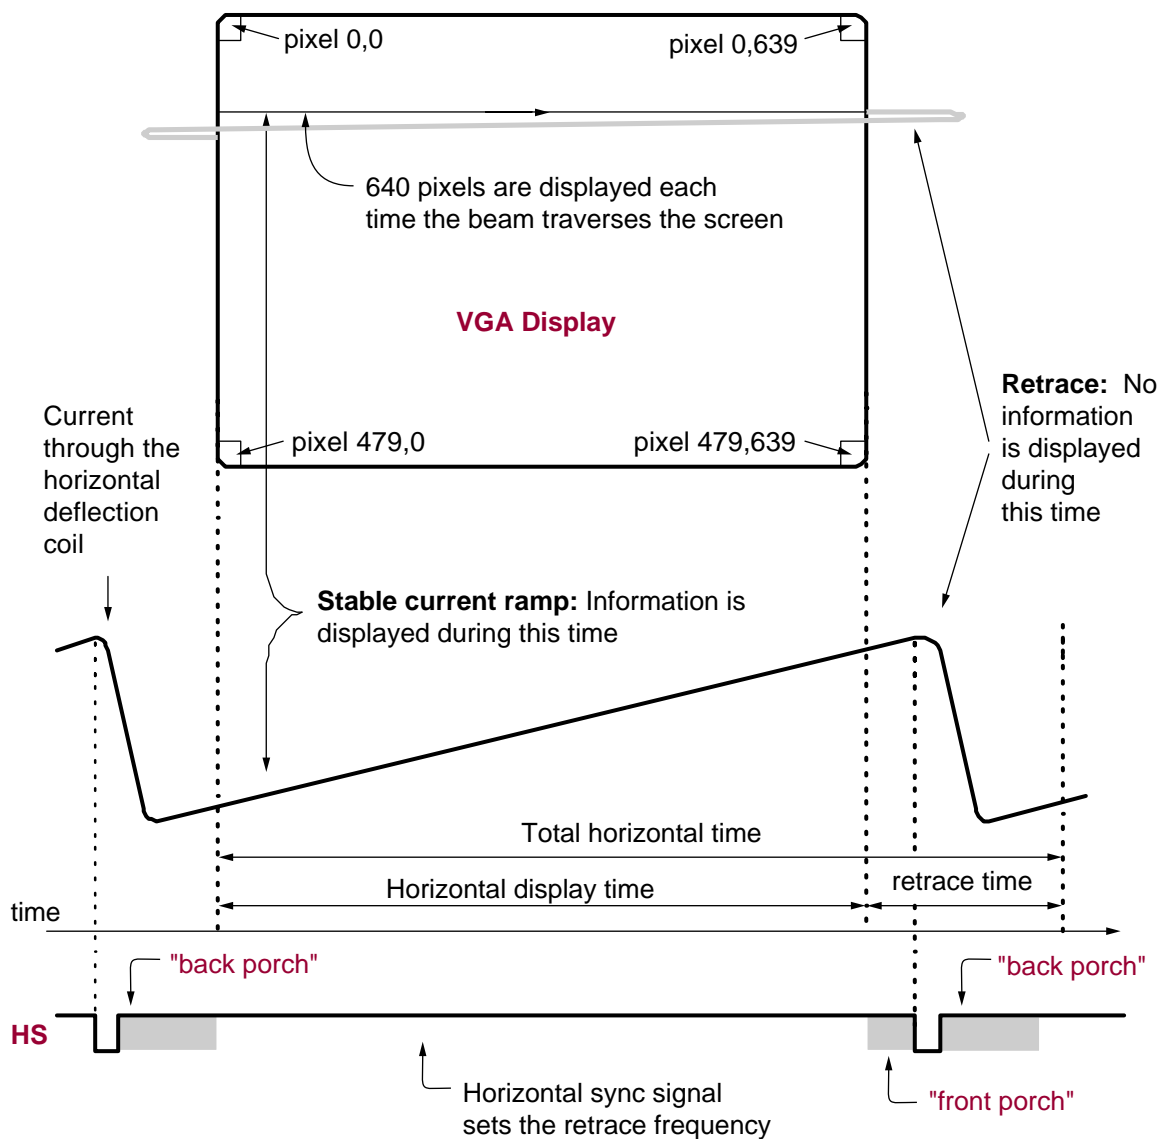 pixel 0,0
pixel 0,639
640 pixels are displayed each
time the beam traverses the screen
VGA Display
Retrace: No
information
is displayed
during
this time
Current
through the
horizontal
deflection
coil
pixel 479,0
pixel 479,639
Stable current ramp: Information is
displayed during this time
Total horizontal time
Horizontal display time
retrace time
time
"back porch"
"back porch"
HS
Horizontal sync signal
sets the retrace frequency
"front porch"